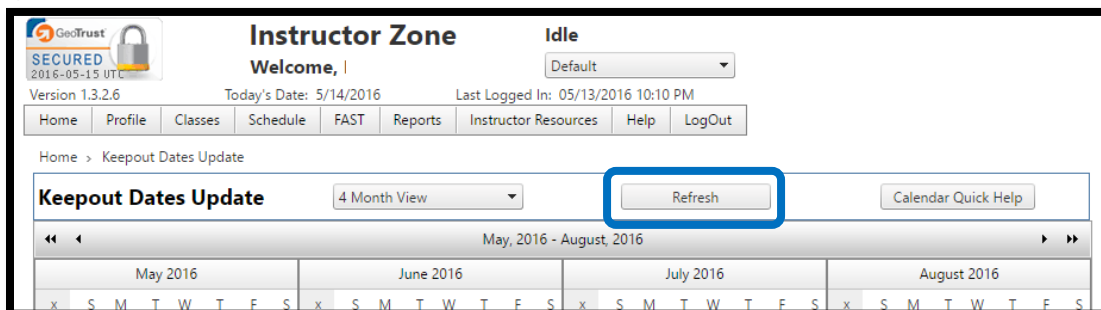 GeoTrust
SECURED
2016-05-15 UTC
Instructor Zone
Idle
Welcome,
Default
Version 1.3.2.6 Today's Date: 5/14/2016 Last Logged In: 05/13/2016 10:10 PM
Home Profile Classes Schedule FAST Reports Instructor Resources Help LogOut
Home › Keepout Dates Update
Keepout Dates Update 4 Month View Refresh Calendar Quick Help
May, 2016 - August, 2016
May 2016 June 2016 July 2016 August 2016
x S M T W T F S x S M T W T F S x S M T W T F S x S M T W T F S